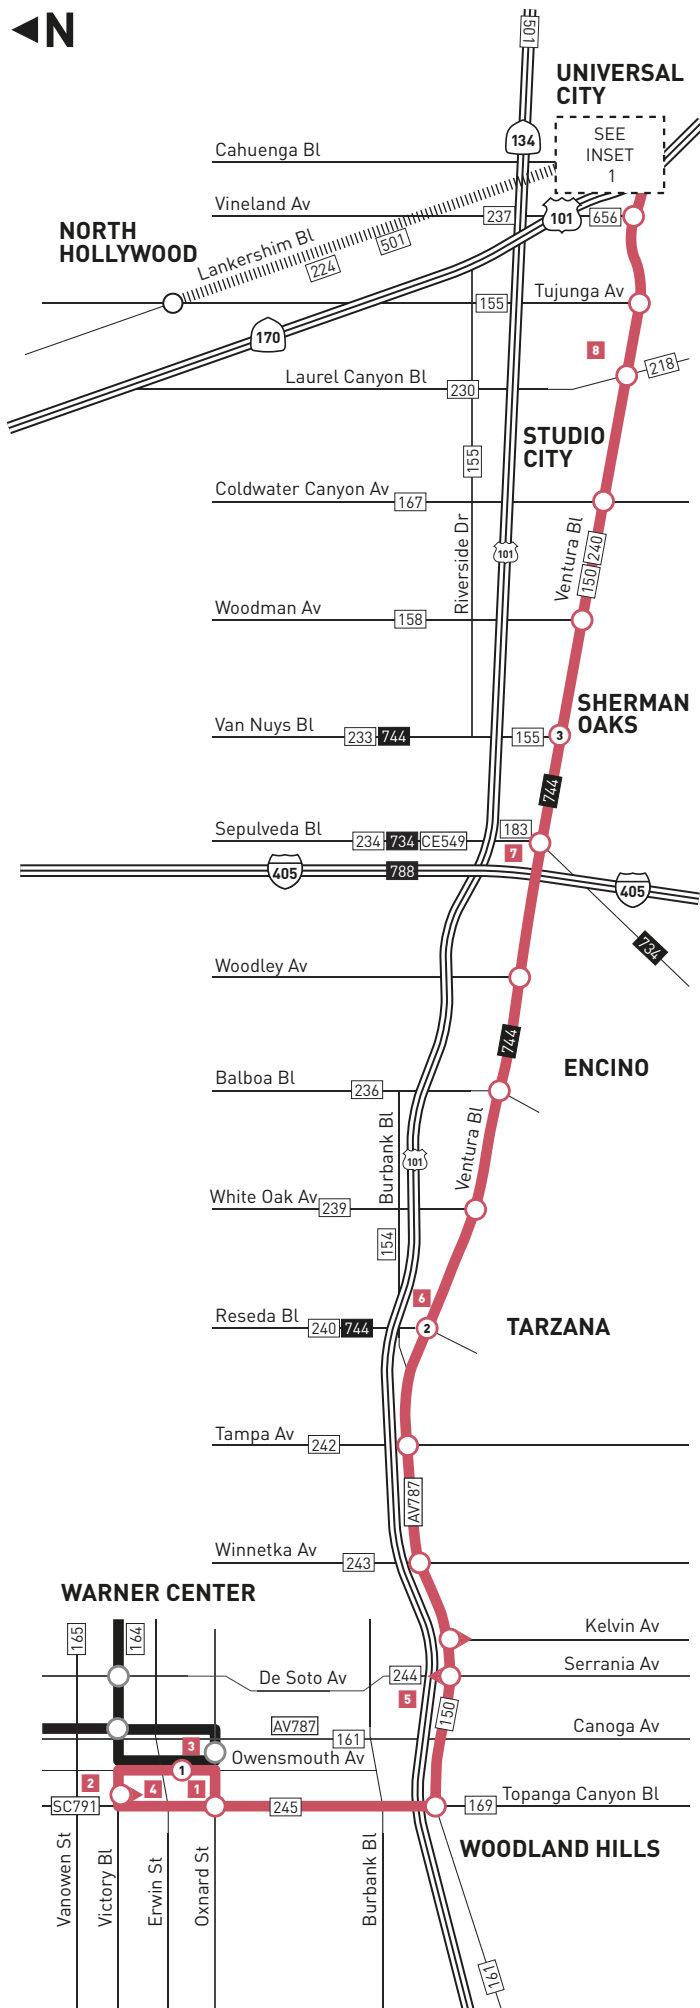 N
501
UNIVERSAL
CITY
134
SEE
INSET
1
Cahuenga Bl
Vineland Av
237
101
656
NORTH
HOLLYWOOD
Lankershim Bl
224
501
155
Tujunga Av
170
8
Laurel Canyon Bl
230
218
STUDIO
CITY
155
Coldwater Canyon Av
167
Riverside Dr
101
Ventura Bl
150
240
Woodman Av
158
SHERMAN
OAKS
Van Nuys Bl
233
744
155
3
744
Sepulveda Bl
234
734
CE549
183
7
405
788
405
734
Woodley Av
744
ENCINO
Balboa Bl
236
Burbank Bl
101
Ventura Bl
White Oak Av
239
154
6
Reseda Bl
240
744
2
TARZANA
Tampa Av
242
AV787
Winnetka Av
243
WARNER CENTER
165
164
Kelvin Av
De Soto Av
244
Serrania Av
5
150
AV787
161
Canoga Av
3
Owensmouth Av
1
2
4
1
SC791
245
169
Topanga Canyon Bl
WOODLAND HILLS
Vanowen St
Victory Bl
Erwin St
Oxnard St
Burbank Bl
161